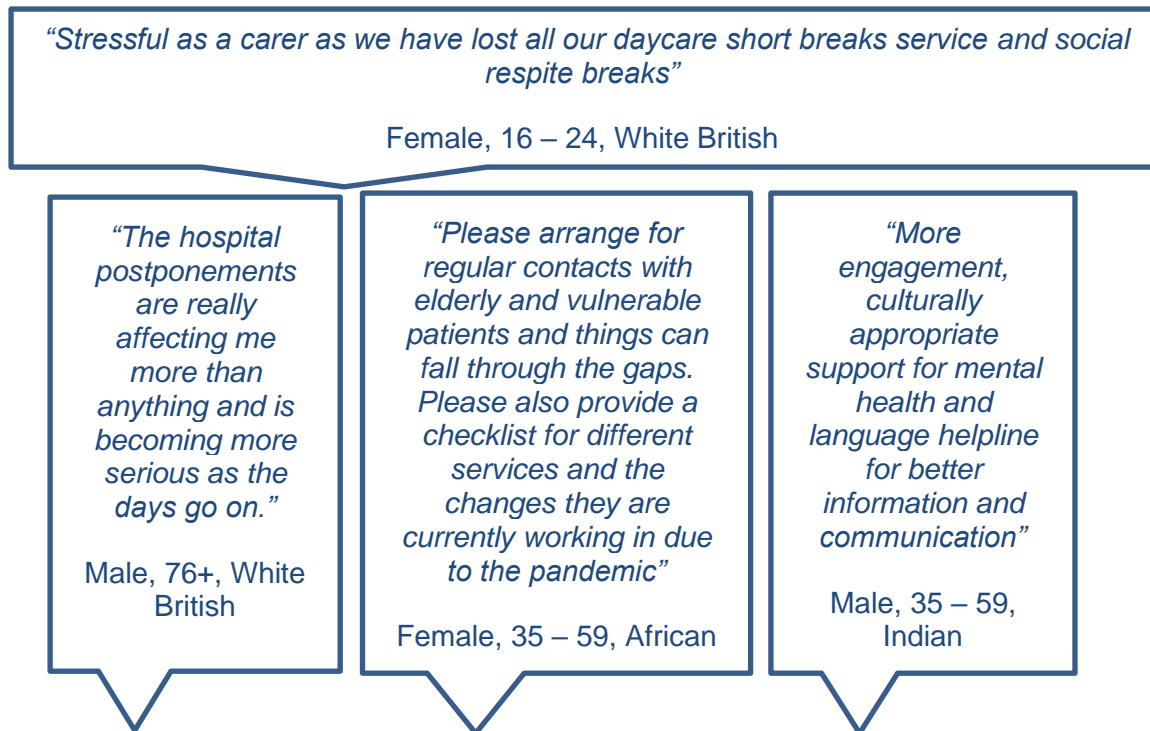 “Stressful as a carer as we have lost all our daycare short breaks service and social
respite breaks”
Female, 16 – 24, White British
“The hospital
postponements
are really
affecting me
more than
anything and is
becoming more
serious as the
days go on.”
Male, 76+, White
British
“Please arrange for
regular contacts with
elderly and vulnerable
patients and things can
fall through the gaps.
Please also provide a
checklist for different
services and the
changes they are
currently working in due
to the pandemic”
Female, 35 – 59, African
“More
engagement,
culturally
appropriate
support for mental
health and
language helpline
for better
information and
communication”
Male, 35 – 59,
Indian